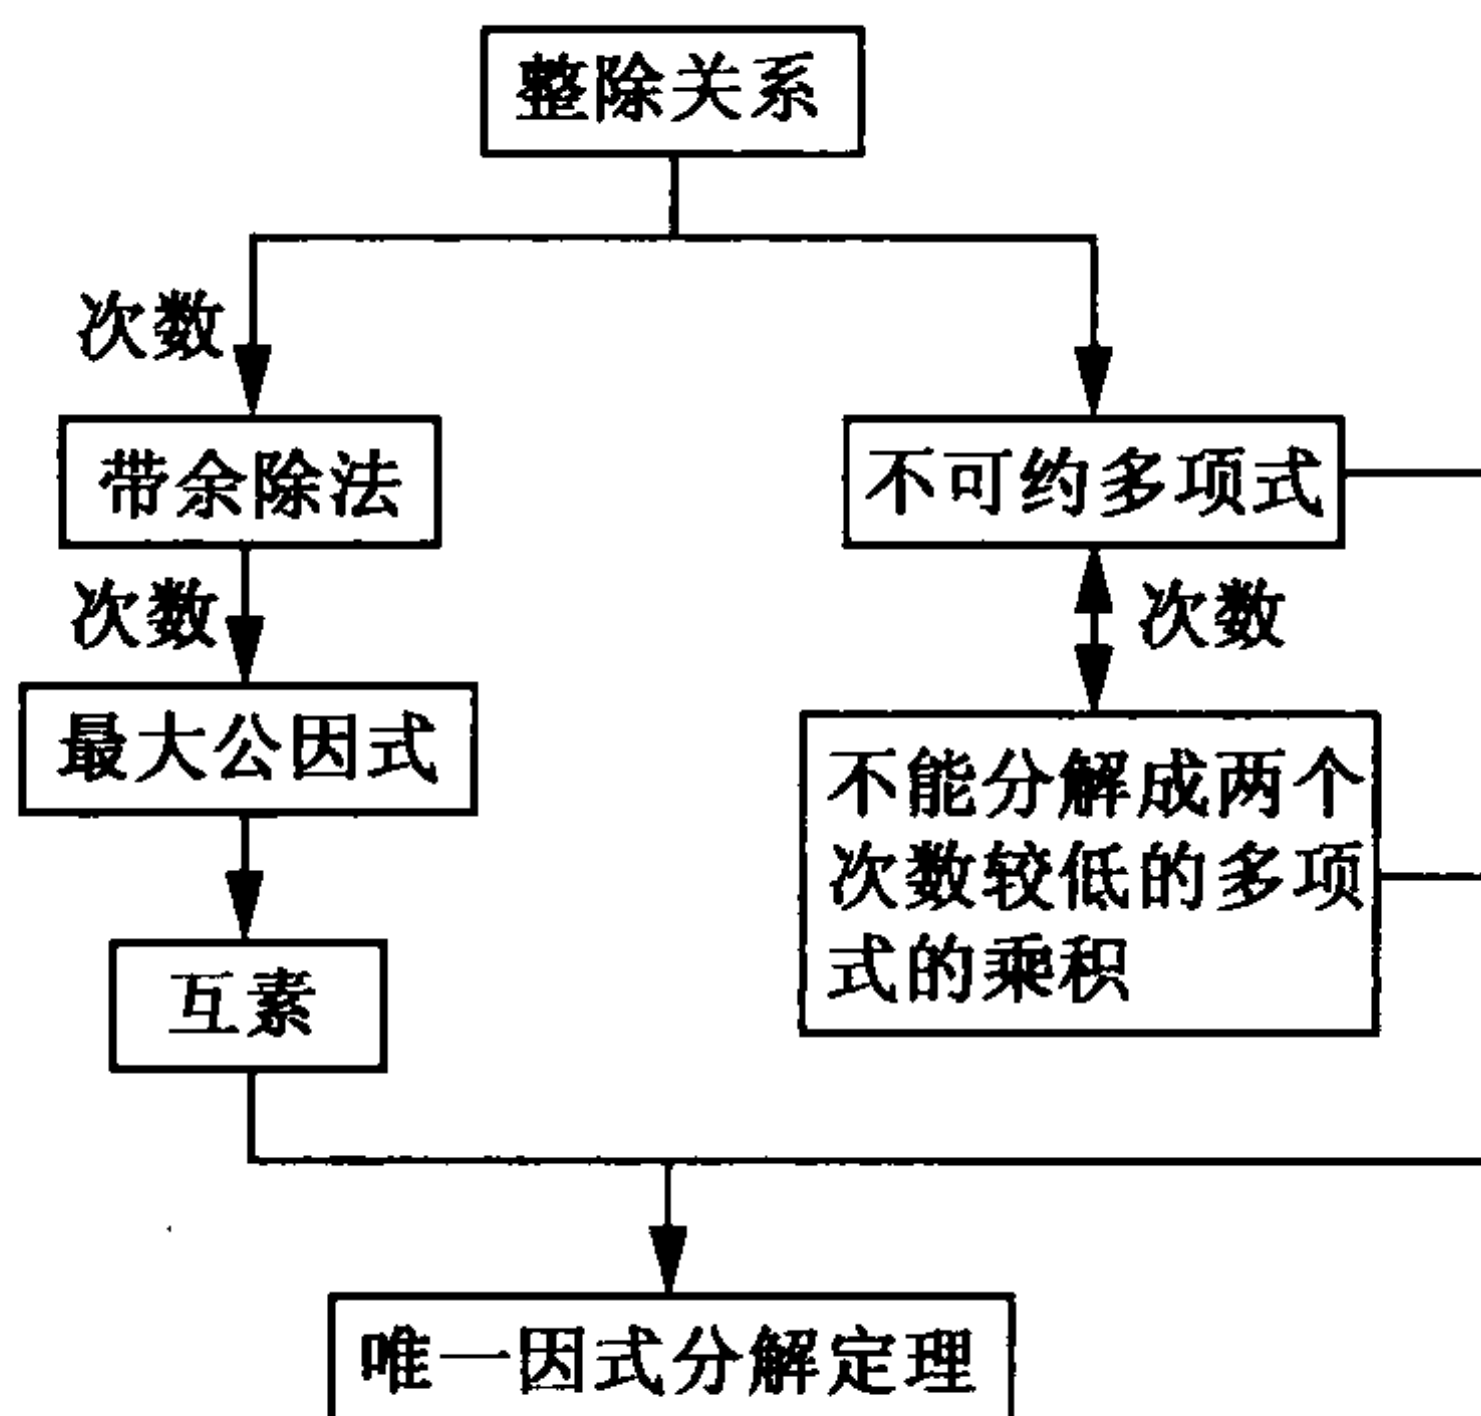 整除关系
次数
带余除法
不可约多项式
次数
次数
最大公因式
不能分解成两个
次数较低的多项
式的乘积
互素
唯一因式分解定理